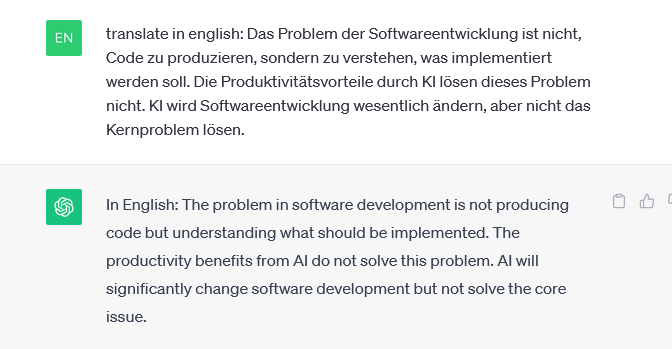 EN
translate in english: Das Problem der Softwareentwicklung ist nicht,
Code zu produzieren, sondern zu verstehen, was implementiert
werden soll. Die Produktivitätsvorteile durch KI lösen dieses Problem
nicht. KI wird Softwareentwicklung wesentlich ändern, aber nicht das
Kernproblem lösen.
In English: The problem in software development is not producing
code but understanding what should be implemented. The
productivity benefits from AI do not solve this problem. AI will
significantly change software development but not solve the core
issue.